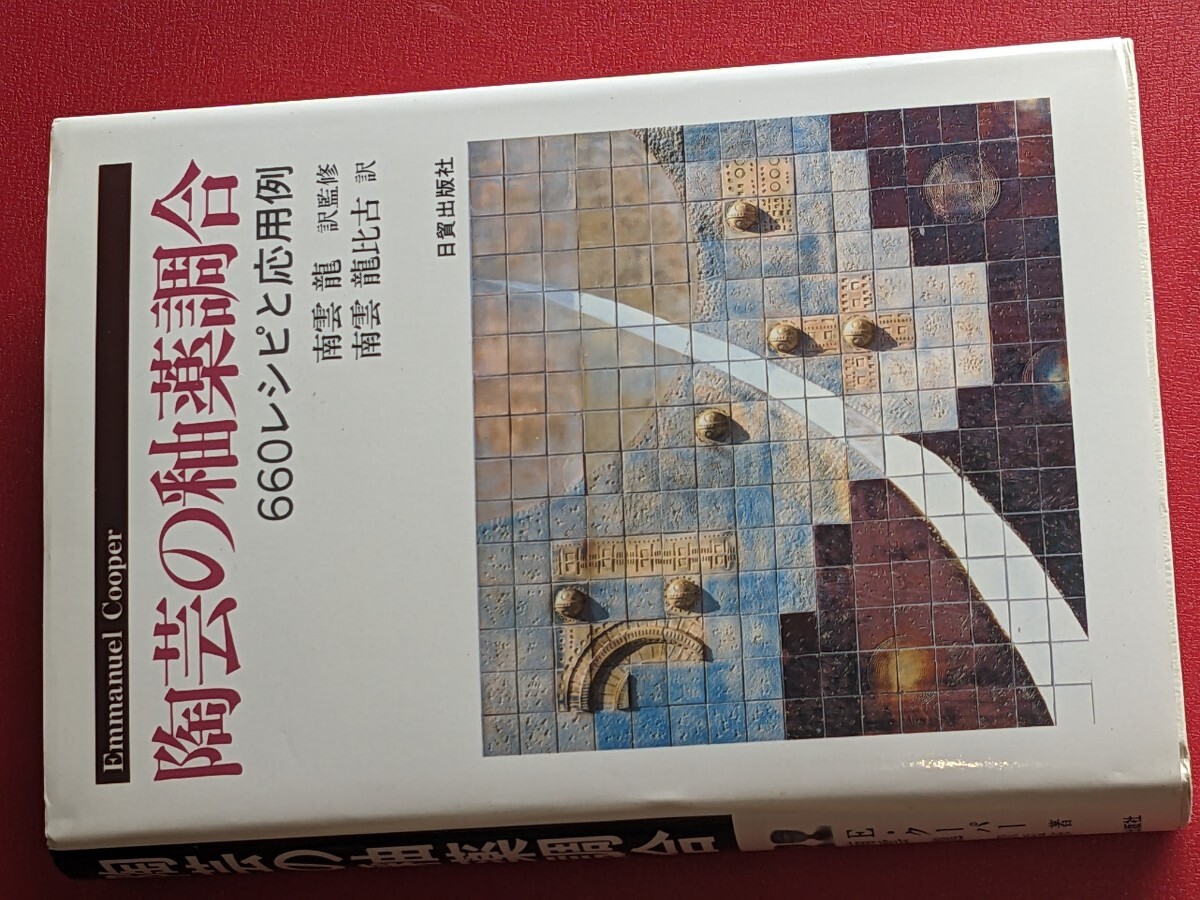 Emmanuel Cooper
陶芸の釉薬調合
660レシピと応用例
南雲 龍 訳監修
南雲 龍比古 訳
日貿出版社
陶芸の釉薬調合
E・クーパー 著